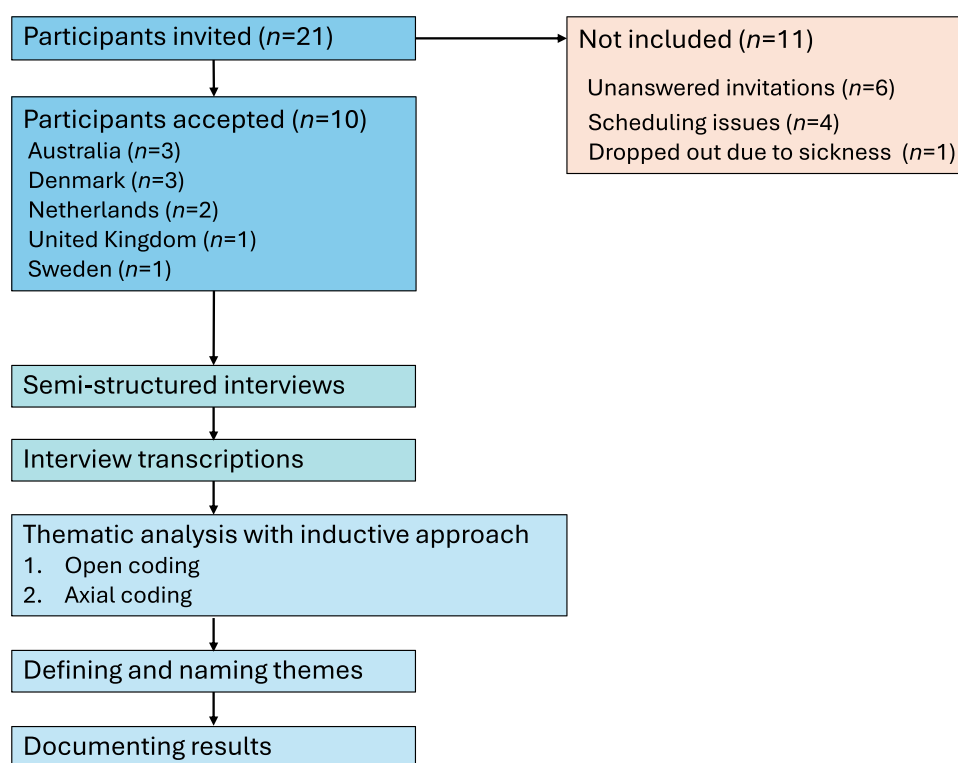 Participants invited (n=21)
Not included (n=11)
Unanswered invitations (n=6)
Scheduling issues (n=4)
Dropped out due to sickness (n=1)
Participants accepted (n=10)
Australia (n=3)
Denmark (n=3)
Netherlands (n=2)
United Kingdom (n=1)
Sweden (n=1)
Semi-structured interviews
Interview transcriptions
Thematic analysis with inductive approach
1. Open coding
2. Axial coding
Defining and naming themes
Documenting results